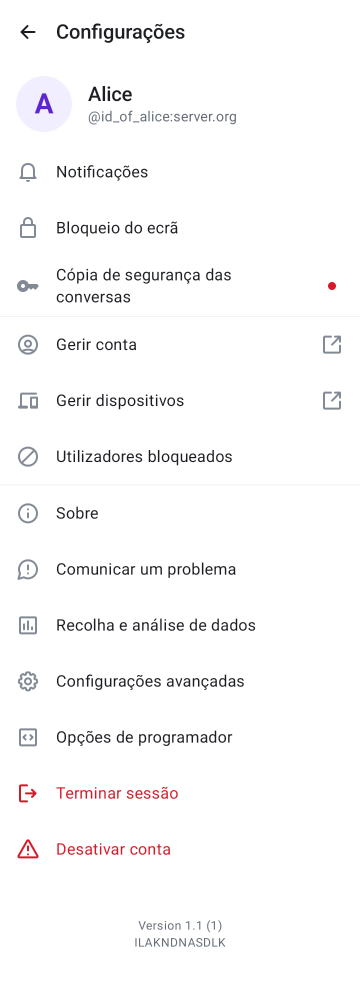 Configurações
A
Alice
@id_of_alice:server.org
Notificações
Bloqueio do ecrã
Cópia de segurança das
conversas
Gerir conta
Gerir dispositivos
Utilizadores bloqueados
Sobre
Comunicar um problema
Recolha e análise de dados
Configurações avançadas
Opções de programador
Terminar sessão
Desativar conta
Version 1.1 (1)
ILAKNDNASDLK